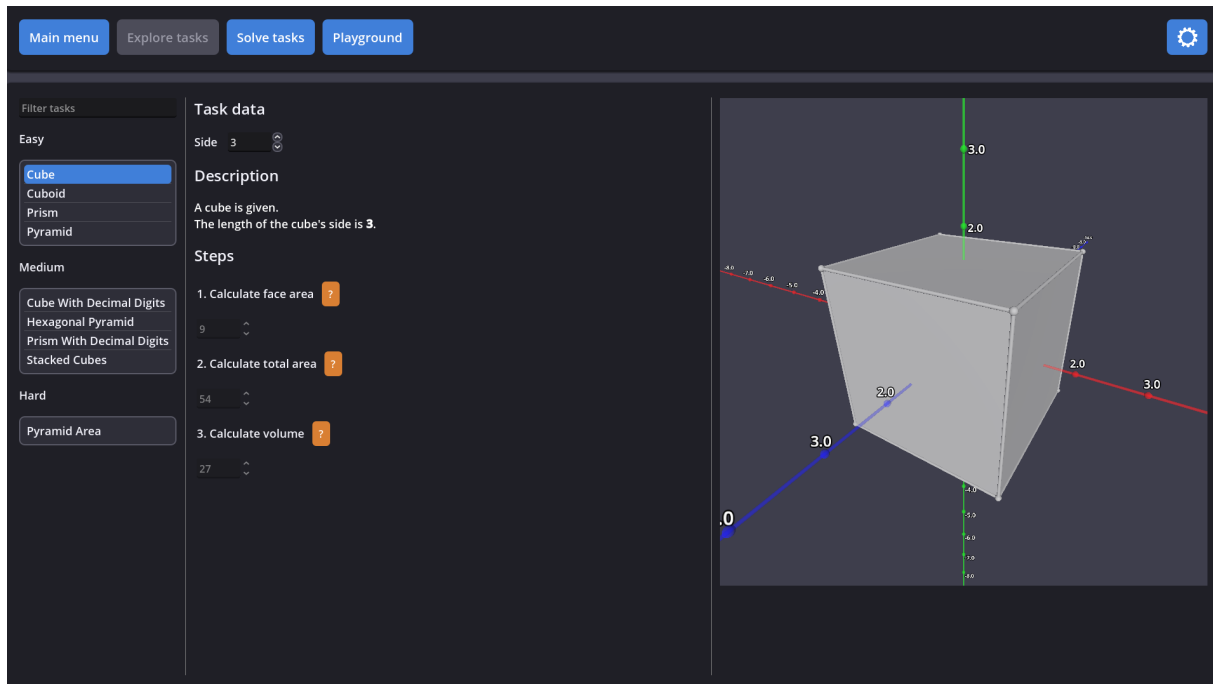 Main menu
Explore tasks
Solve tasks
Playground
Filter tasks
Easy
Cube
Cuboid
Prism
Pyramid
Medium
Cube With Decimal Digits
Hexagonal Pyramid
Prism With Decimal Digits
Stacked Cubes
Hard
Pyramid Area
Task data
Side 3
Description
A cube is given.
The length of the cube's side is 3.
Steps
1. Calculate face area ?
9
2. Calculate total area ?
54
3. Calculate volume ?
27
3.0
2.0
-8.0 -7.0 -6.0 -5.0 -4.0
2.0
3.0
2.0
3.0
.0
-4.0
-5.0
-6.0
-7.0
-8.0